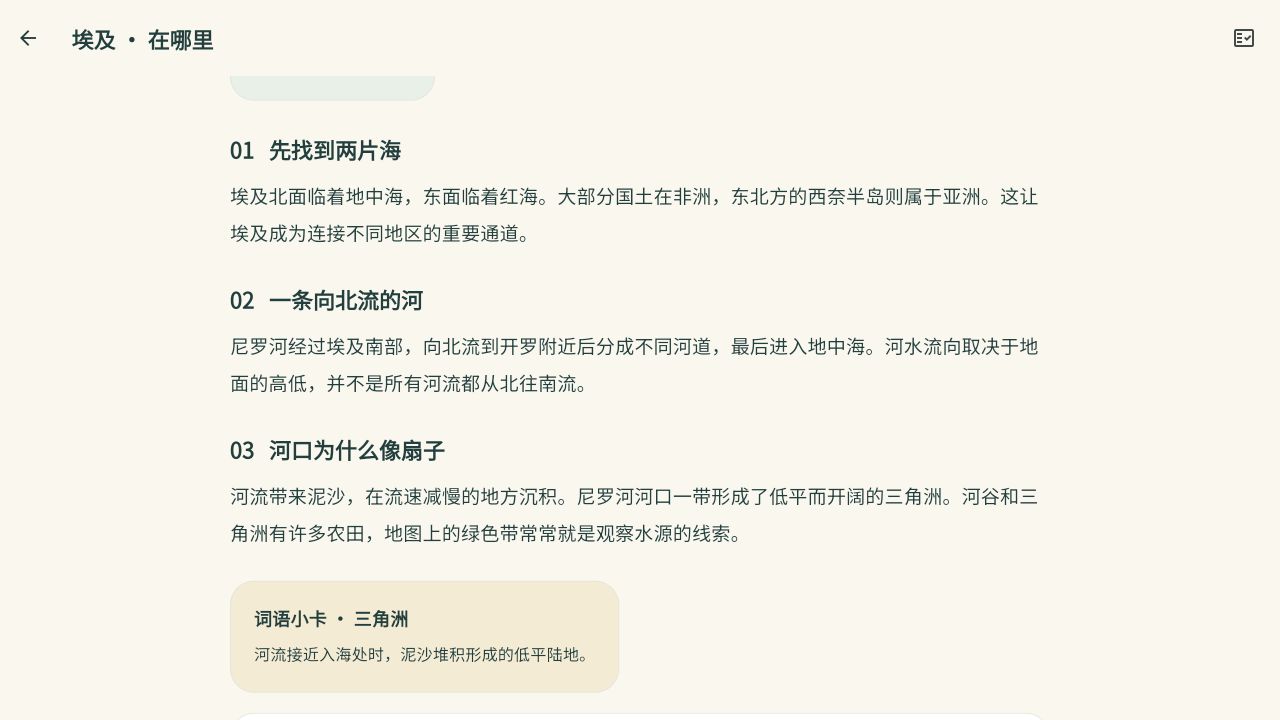 埃及 · 在哪里
01 先找到两片海
埃及北面临着地中海，东面临着红海。大部分国土在非洲，东北方的西奈半岛则属于亚洲。这让
埃及成为连接不同地区的重要通道。
02 一条向北流的河
尼罗河经过埃及南部，向北流到开罗附近后分成不同河道，最后进入地中海。河水流向取决于地
面的高低，并不是所有河流都从北往南流。
03 河口为什么像扇子
河流带来泥沙，在流速减慢的地方沉积。尼罗河河口一带形成了低平而开阔的三角洲。河谷和三
角洲有许多农田，地图上的绿色带常常就是观察水源的线索。
词语小卡 · 三角洲
河流接近入海处时，泥沙堆积形成的低平陆地。